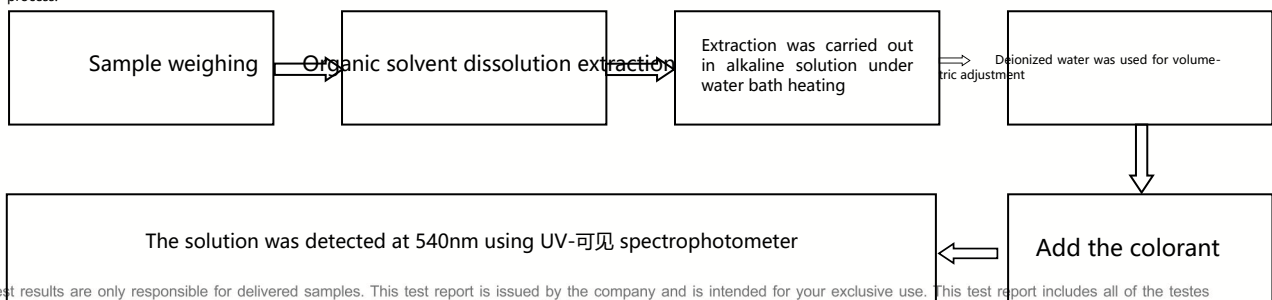 process.
Sample weighing
Organic solvent dissolution extraction
Extraction was carried out
in alkaline solution under
water bath heating
Deionized water was used for volume-
tric adjustment
Add the colorant
The solution was detected at 540nm using UV-可见 spectrophotometer
est results are only responsible for delivered samples. This test report is issued by the company and is intended for your exclusive use. This test report includes all of the testes